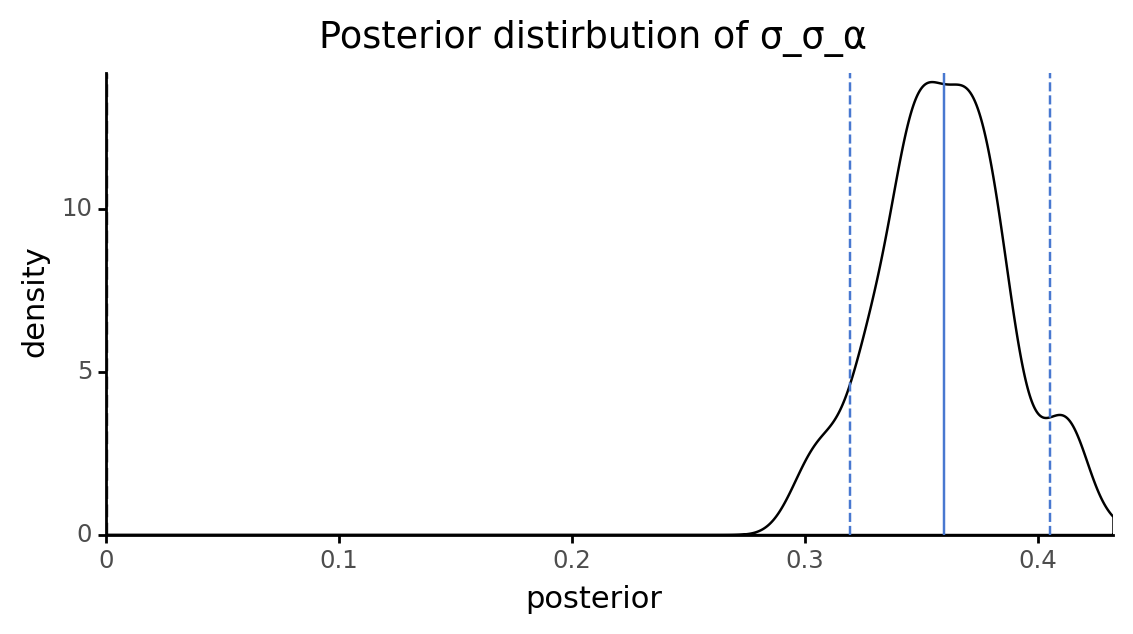 Posterior distirbution of σ_σ_α
density
10
5
0
0 0.1 0.2 0.3 0.4
posterior